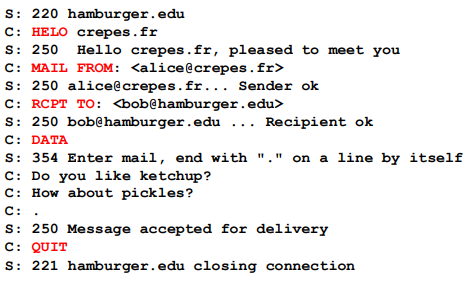 S: 220 hamburger.edu
C: HELO crepes.fr
S: 250  Hello crepes.fr, pleased to meet you
C: MAIL FROM: <alice@crepes.fr>
S: 250 alice@crepes.fr... Sender ok
C: RCPT TO: <bob@hamburger.edu>
S: 250 bob@hamburger.edu ... Recipient ok
C: DATA
S: 354 Enter mail, end with "." on a line by itself
C: Do you like ketchup?
C: How about pickles?
C: .
S: 250 Message accepted for delivery
C: QUIT
S: 221 hamburger.edu closing connection